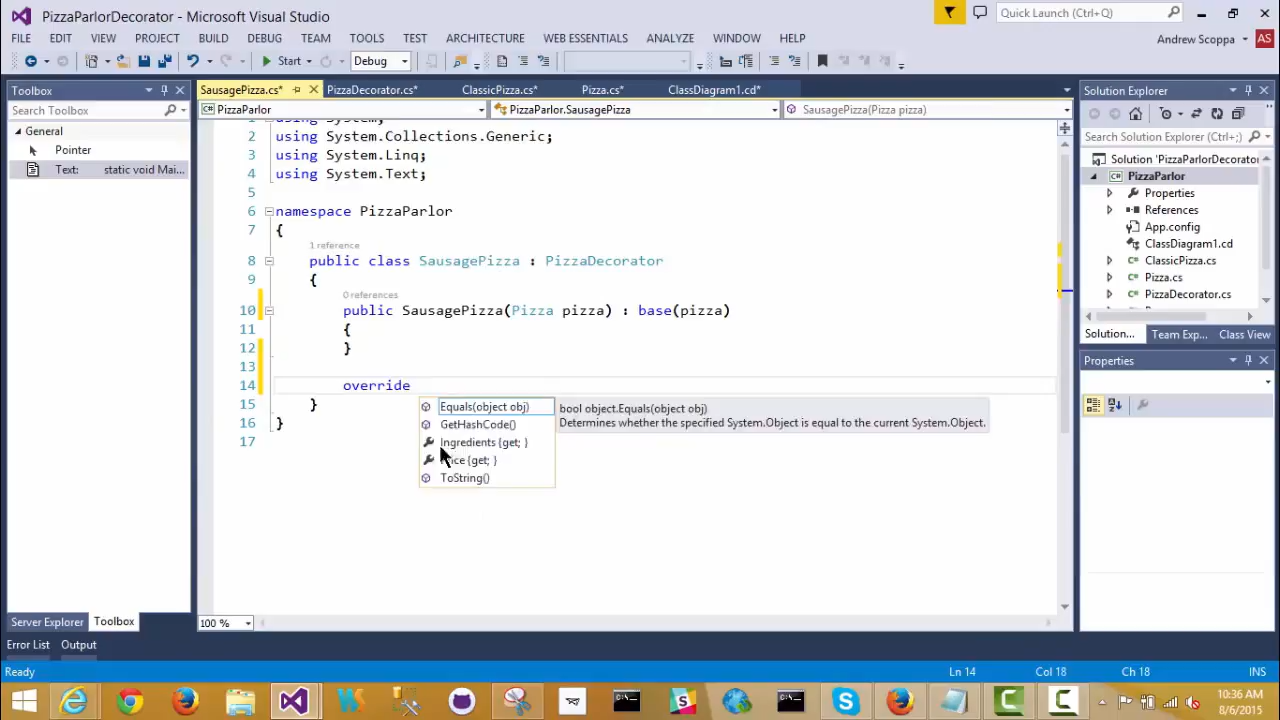 PizzaParlorDecorator - Microsoft Visual Studio
Quick Launch (Ctrl+Q)
FILE EDIT VIEW PROJECT BUILD DEBUG TEAM TOOLS TEST ARCHITECTURE WEB ESSENTIALS ANALYZE WINDOW HELP
Andrew Scoppa AS
Start Debug
Toolbox
SausagePizza.cs* PizzaDecorator.cs* ClassicPizza.cs* Pizza.cs* ClassDiagram1.cd*
Solution Explorer
Search Toolbox
PizzaParlor PizzaParlor.SausagePizza SausagePizza(Pizza pizza)
General
Pointer
Text: static void Mai...
1 using System;
2 using System.Collections.Generic;
3 using System.Linq;
4 using System.Text;
5
6 namespace PizzaParlor
7 {
1 reference
8 public class SausagePizza : PizzaDecorator
9 {
0 references
10 public SausagePizza(Pizza pizza) : base(pizza)
11 {
12 }
13
14 override
15 }
16 }
17
Equals(object obj)
GetHashCode()
Ingredients {get; }
{get; }
ToString()
bool object.Equals(object obj)
Determines whether the specified System.Object is equal to the current System.Object.
Search Solution Explorer (Ctrl+;)
Solution 'PizzaParlorDecorator
PizzaParlor
Properties
References
App.config
ClassDiagram1.cd
ClassicPizza.cs
Pizza.cs
PizzaDecorator.cs
Solution... Team Exp... Class View
Properties
Server Explorer Toolbox
100 %
Error List Output
Ready Ln 14 Col 18 Ch 18 INS
10:36 AM
8/6/2015